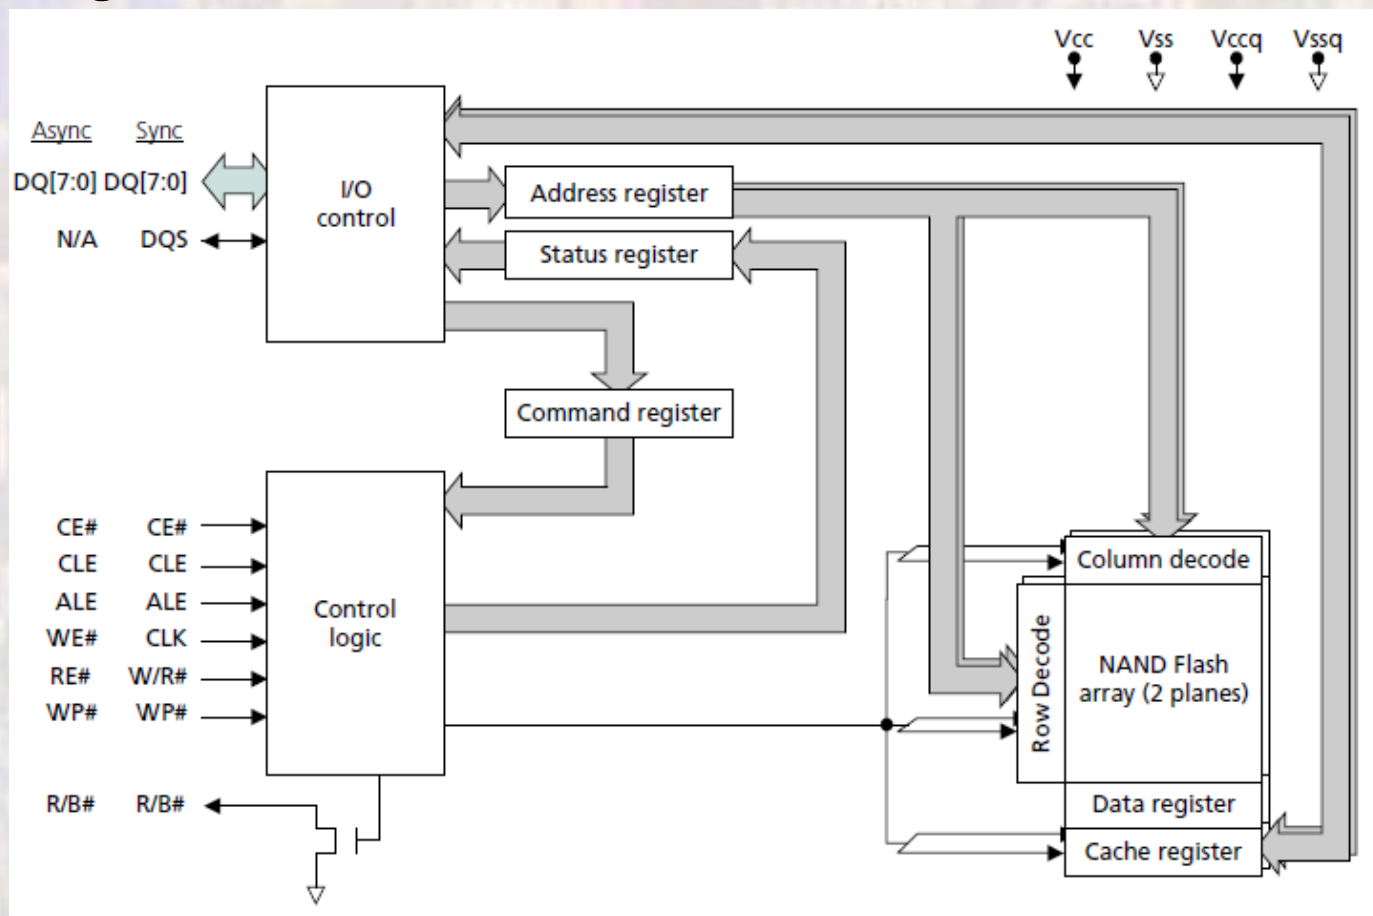 Vcc Vss Vccq Vssq
Async Sync
DQ[7:0] DQ[7:0]
N/A DQS
I/O
control
Address register
Status register
Command register
CE# CE#
CLE CLE
ALE ALE
WE# CLK
RE# W/R#
WP# WP#
R/B# R/B#
Control
logic
Column decode
Row Decode
NAND Flash
array (2 planes)
Data register
Cache register